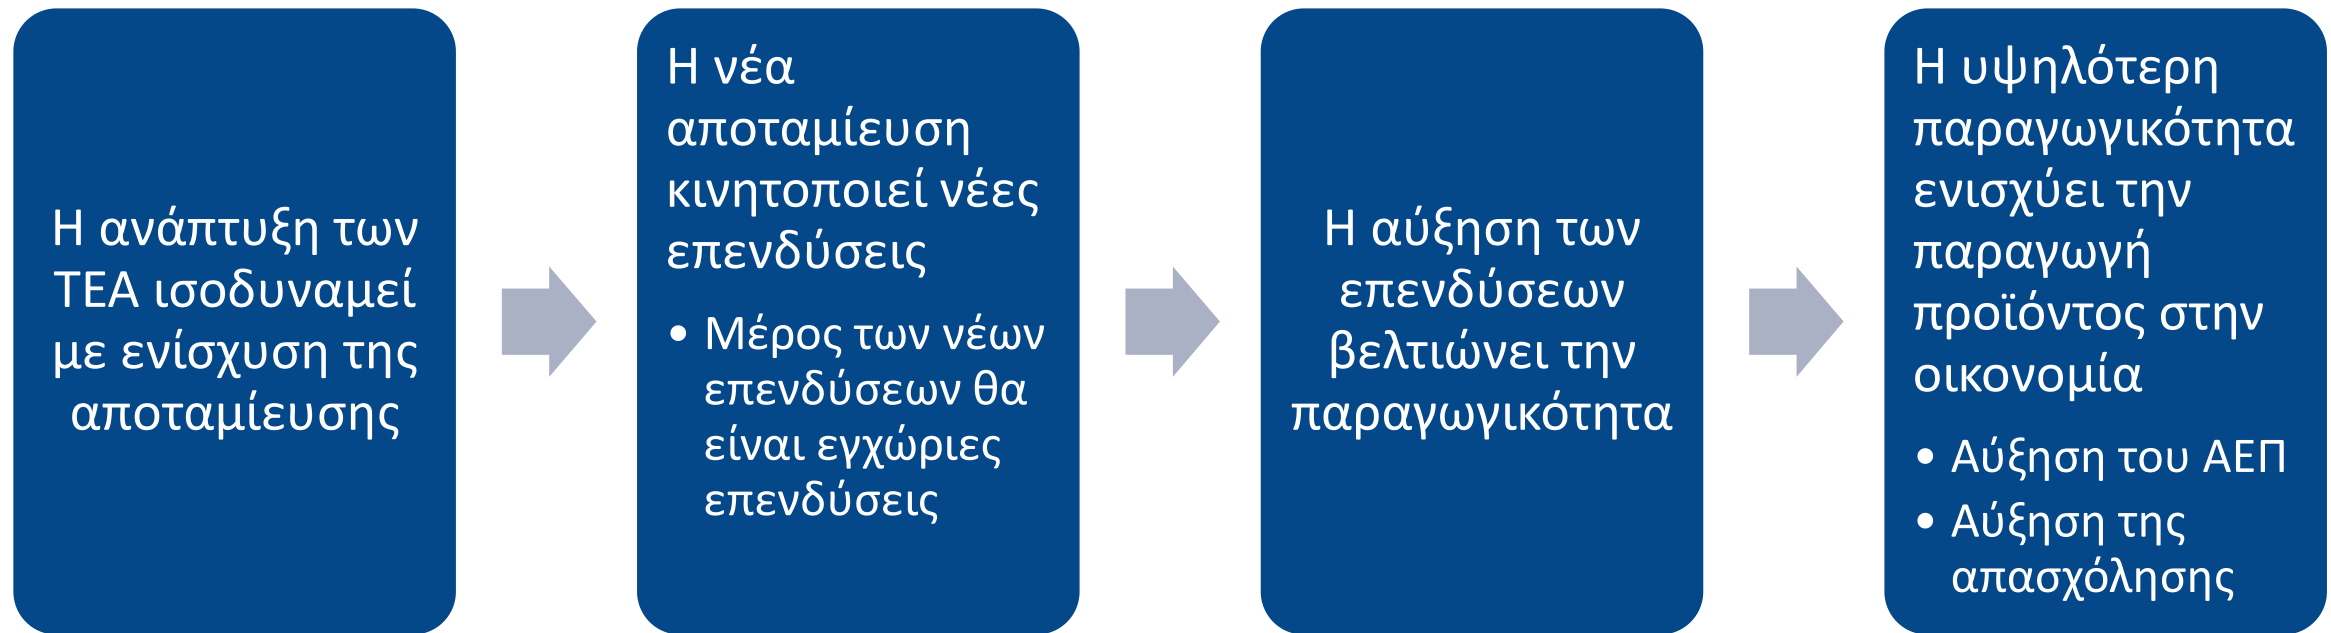 Η ανάπτυξη των
ΤΕΑ ισοδυναμεί
με ενίσχυση της
αποταμίευσης
Η νέα
αποταμίευση
κινητοποιεί νέες
επενδύσεις
• Μέρος των νέων
επενδύσεων θα
είναι εγχώριες
επενδύσεις
Η αύξηση των
επενδύσεων
βελτιώνει την
παραγωγικότητα
Η υψηλότερη
παραγωγικότητα
ενισχύει την
παραγωγή
προϊόντος στην
οικονομία
• Αύξηση του ΑΕΠ
• Αύξηση της
απασχόλησης